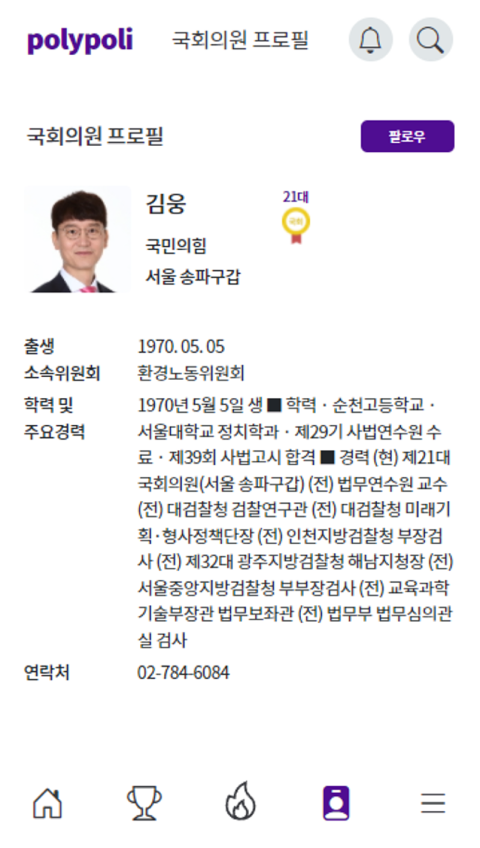 polypoli
국회의원 프로필
국회의원 프로필
팔로우
김웅
21대
국회
국민의힘
서울 송파구갑
출생 1970. 05. 05
소속위원회 환경노동위원회
학력 및 1970년 5월 5일 생 ■ 학력 · 순천고등학교 ·
주요경력 서울대학교 정치학과 · 제29기 사법연수원 수
료 · 제39회 사법고시 합격 ■ 경력 (현) 제21대
국회의원(서울 송파구갑) (전) 법무연수원 교수
(전) 대검찰청 검찰연구관 (전) 대검찰청 미래기
획·형사정책단장 (전) 인천지방검찰청 부장검
사 (전) 제32대 광주지방검찰청 해남지청장 (전)
서울중앙지방검찰청 부부장검사 (전) 교육과학
기술부장관 법무보좌관 (전) 법무부 법무심의관
실 검사
연락처 02-784-6084